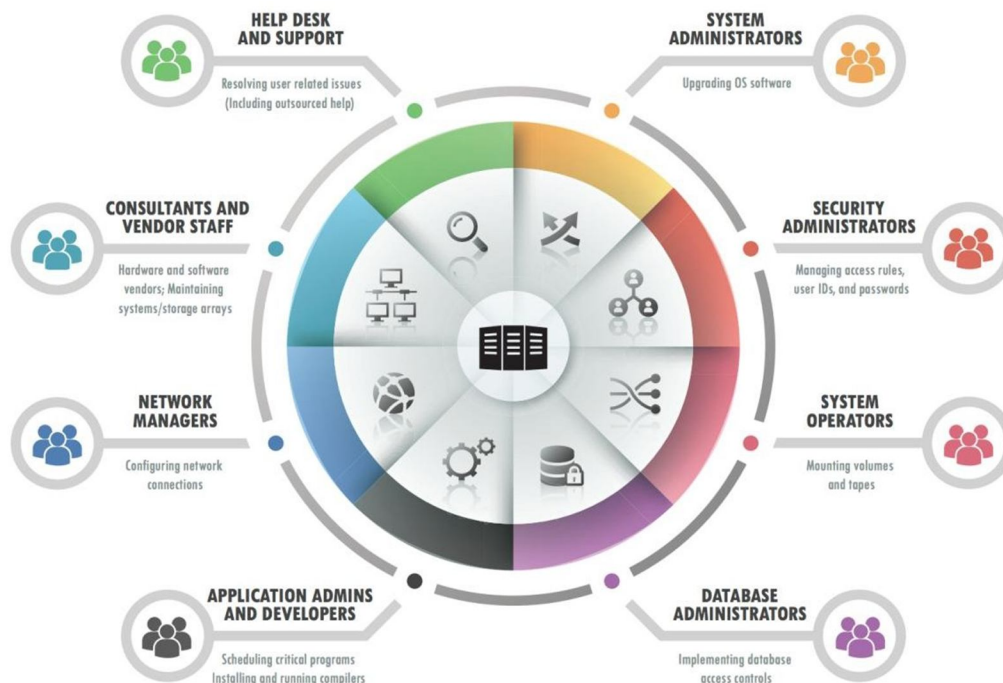 HELP DESK
AND SUPPORT
Resolving user related issues
(Including outsourced help)
SYSTEM
ADMINISTRATORS
Upgrading OS software
CONSULTANTS AND
VENDOR STAFF
Hardware and software
vendors; Maintaining
systems/storage arrays
SECURITY
ADMINISTRATORS
Managing access rules,
user IDs, and passwords
NETWORK
MANAGERS
Configuring network
connections
SYSTEM
OPERATORS
Mounting volumes
and tapes
APPLICATION ADMINS
AND DEVELOPERS
Scheduling critical programs
Installing and running compilers
DATABASE
ADMINISTRATORS
Implementing database
access controls